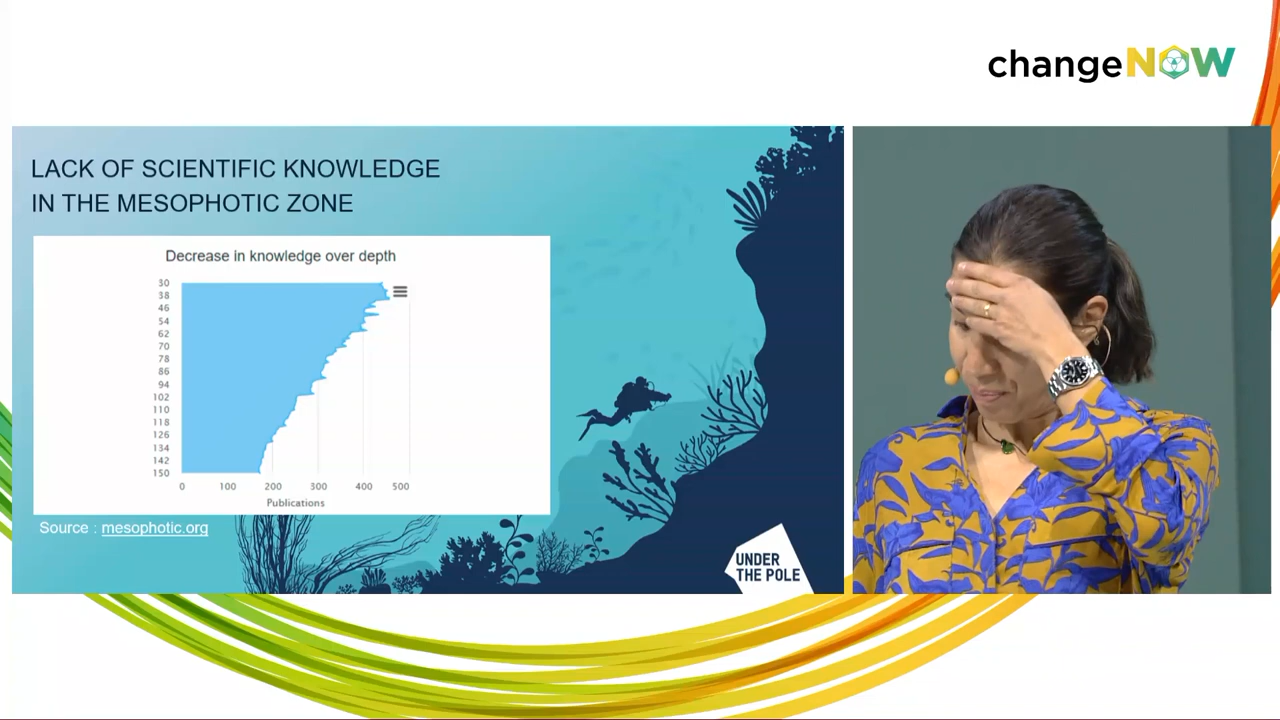 changeNOW
LACK OF SCIENTIFIC KNOWLEDGE
IN THE MESOPHOTIC ZONE
Decrease in knowledge over depth
30
38
46
54
62
70
78
86
94
102
110
118
126
134
142
150
0 100 200 300 400 500
Publications
Source : mesophotic.org
UNDER
THE POLE